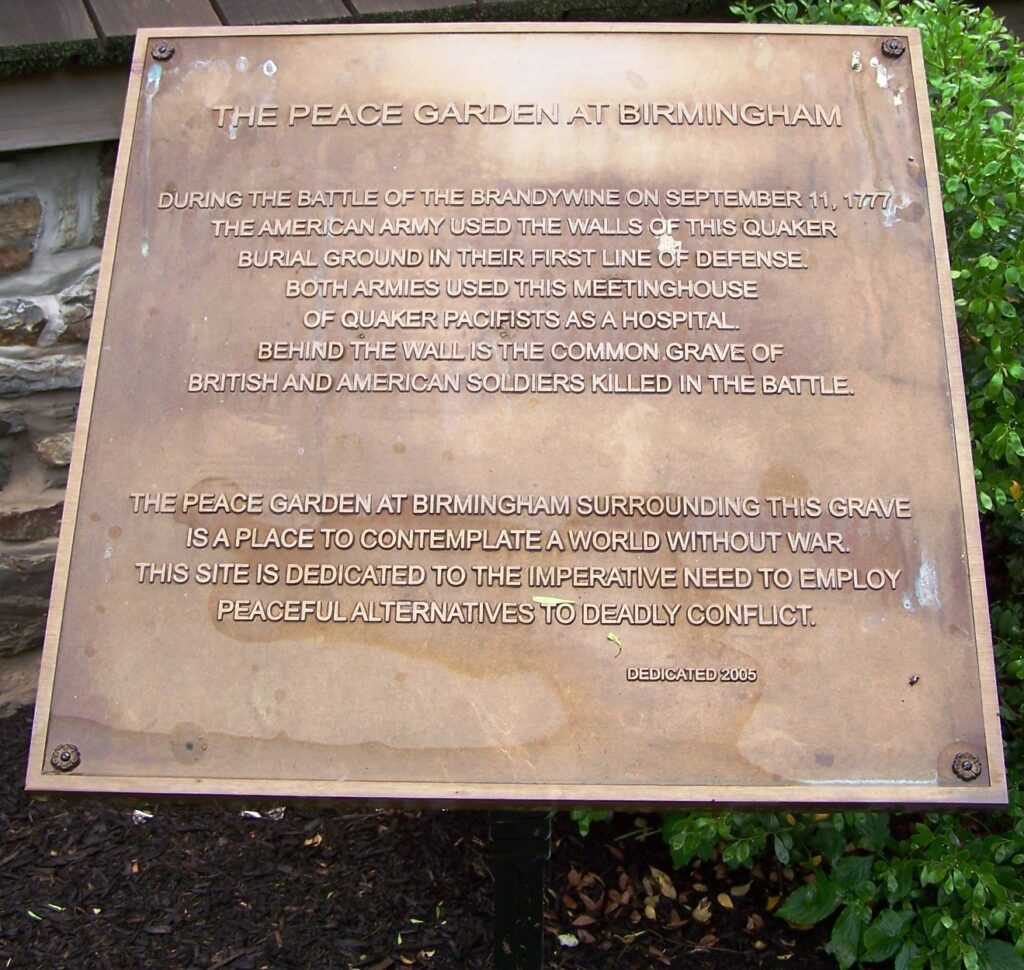 THE PEACE GARDEN AT BIRMINGHAM
DURING THE BATTLE OF THE BRANDYWINE ON SEPTEMBER 11, 1777,
THE AMERICAN ARMY USED THE WALLS OF THIS QUAKER
BURIAL GROUND IN THEIR FIRST LINE OF DEFENSE.
BOTH ARMIES USED THIS MEETINGHOUSE
OF QUAKER PACIFISTS AS A HOSPITAL.
BEHIND THE WALL IS THE COMMON GRAVE OF
BRITISH AND AMERICAN SOLDIERS KILLED IN THE BATTLE.
THE PEACE GARDEN AT BIRMINGHAM SURROUNDING THIS GRAVE
IS A PLACE TO CONTEMPLATE A WORLD WITHOUT WAR.
THIS SITE IS DEDICATED TO THE IMPERATIVE NEED TO EMPLOY
PEACEFUL ALTERNATIVES TO DEADLY CONFLICT.
DEDICATED 2005